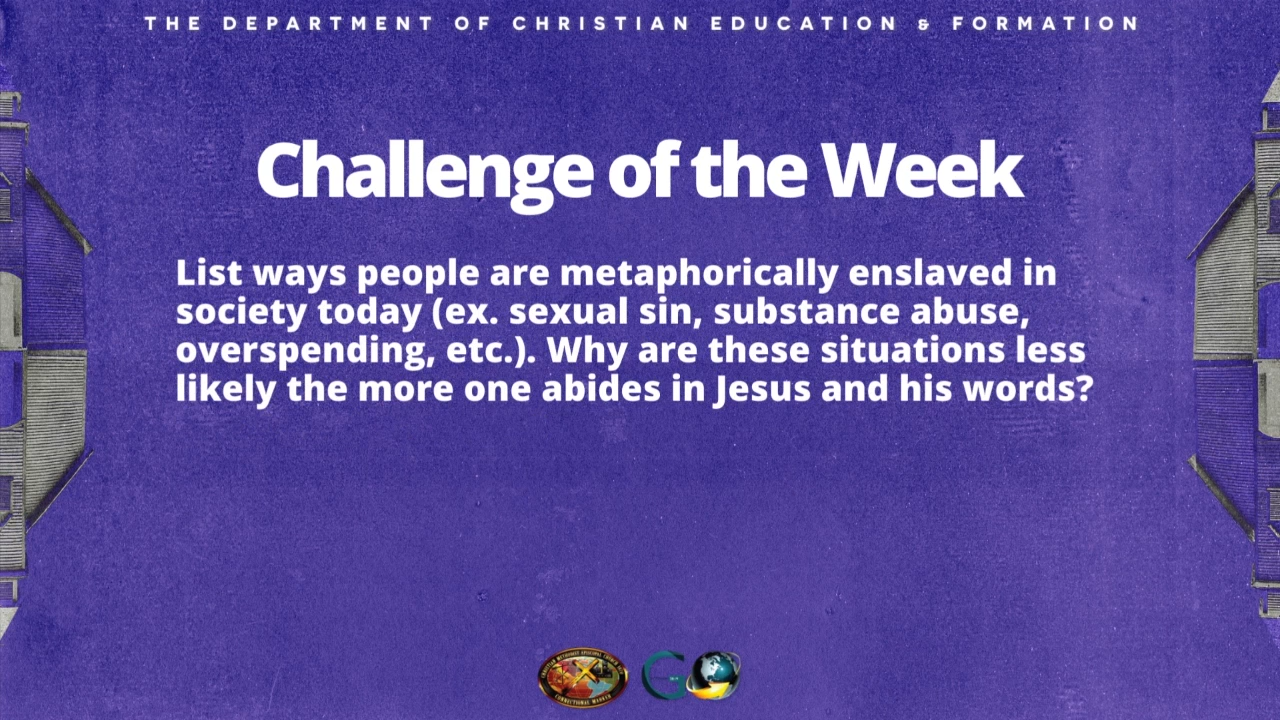 THE DEPARTMENT OF CHRISTIAN EDUCATION & FORMATION
Challenge of the Week
List ways people are metaphorically enslaved in
society today (ex. sexual sin, substance abuse,
overspending, etc.). Why are these situations less
likely the more one abides in Jesus and his words?
GO